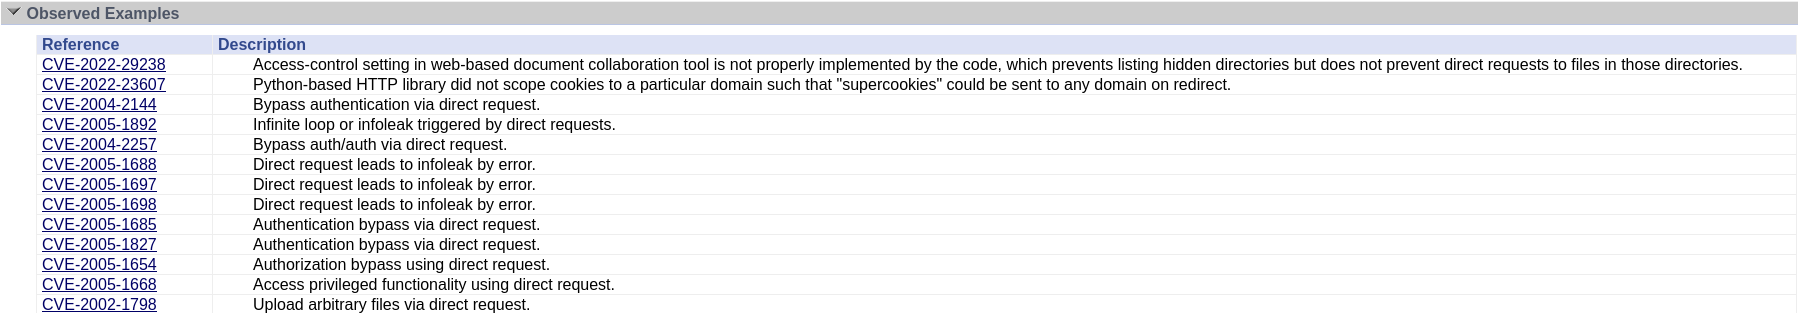 Observed Examples
Reference Description
CVE-2022-29238 Access-control setting in web-based document collaboration tool is not properly implemented by the code, which prevents listing hidden directories but does not prevent direct requests to files in those directories.
CVE-2022-23607 Python-based HTTP library did not scope cookies to a particular domain such that "supercookies" could be sent to any domain on redirect.
CVE-2004-2144 Bypass authentication via direct request.
CVE-2005-1892 Infinite loop or infoleak triggered by direct requests.
CVE-2004-2257 Bypass auth/auth via direct request.
CVE-2005-1688 Direct request leads to infoleak by error.
CVE-2005-1697 Direct request leads to infoleak by error.
CVE-2005-1698 Direct request leads to infoleak by error.
CVE-2005-1685 Authentication bypass via direct request.
CVE-2005-1827 Authentication bypass via direct request.
CVE-2005-1654 Authorization bypass using direct request.
CVE-2005-1668 Access privileged functionality using direct request.
CVE-2002-1798 Upload arbitrary files via direct request.